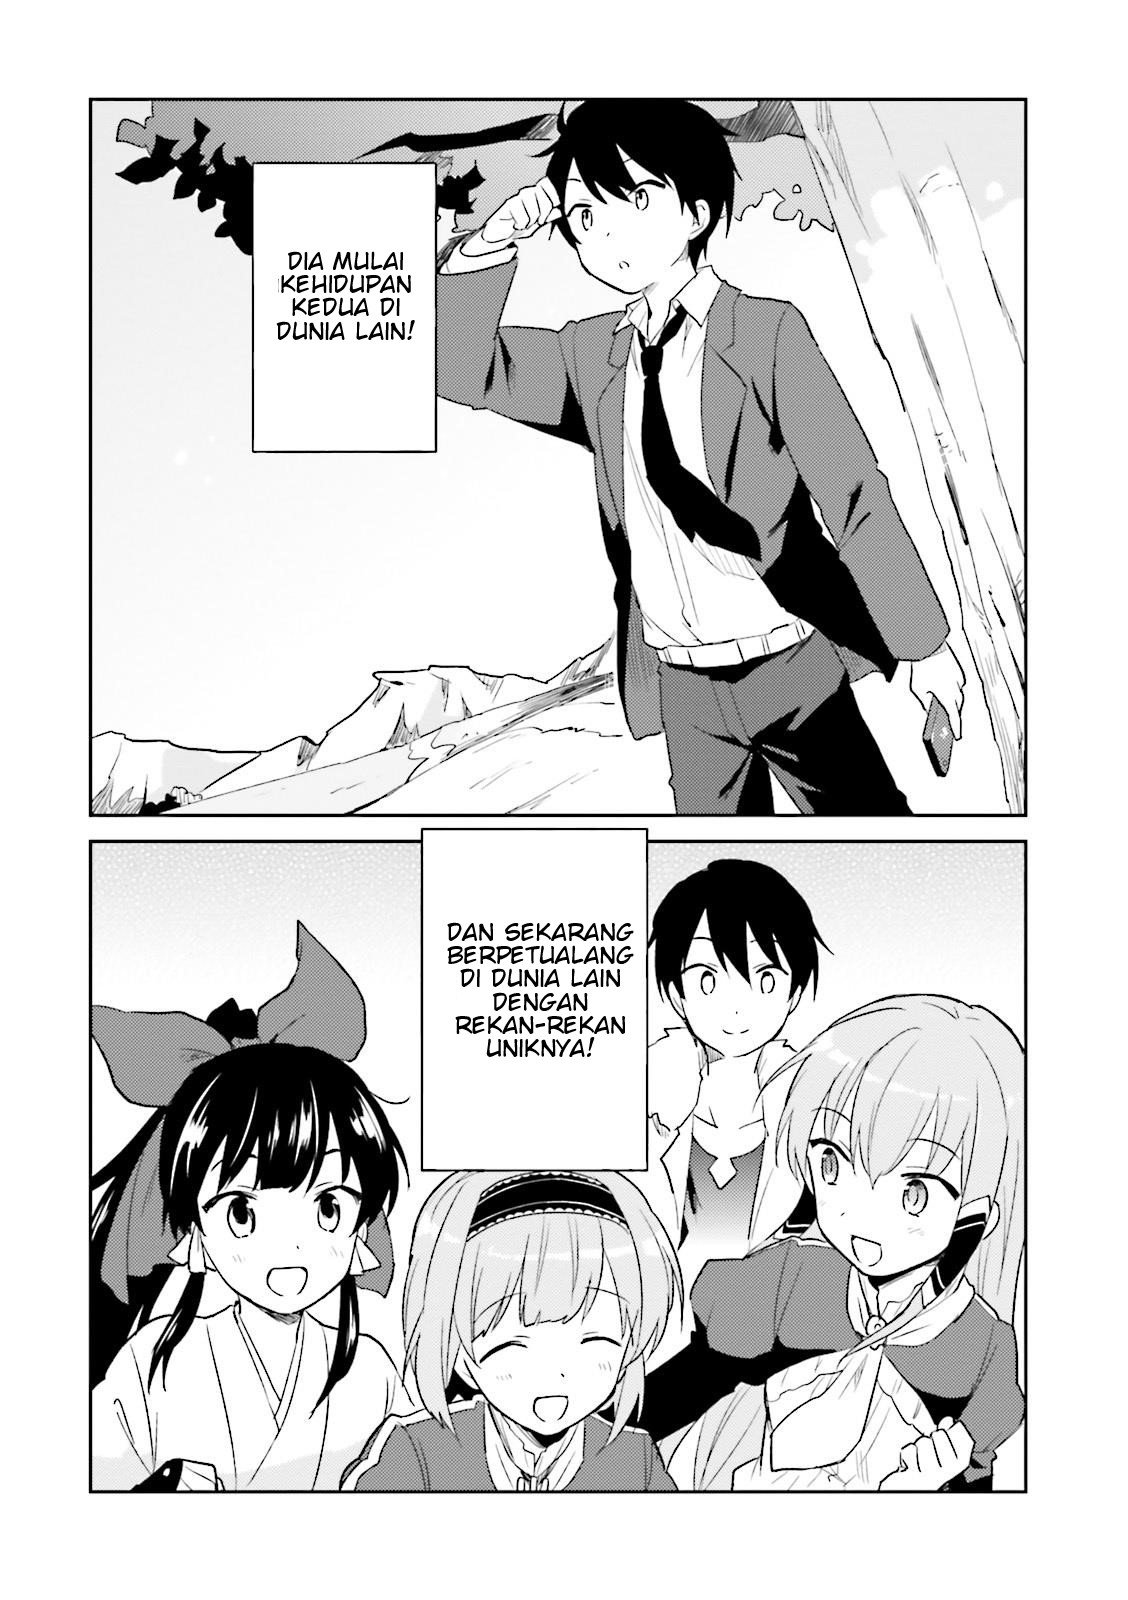 DIA MULAI
KEHIDUPAN
KEDUA DI
DUNIA LAIN!
DAN SEKARANG
BERPETUALANG
DI DUNIA LAIN
DENGAN
REKAN-REKAN
UNIKNYA!